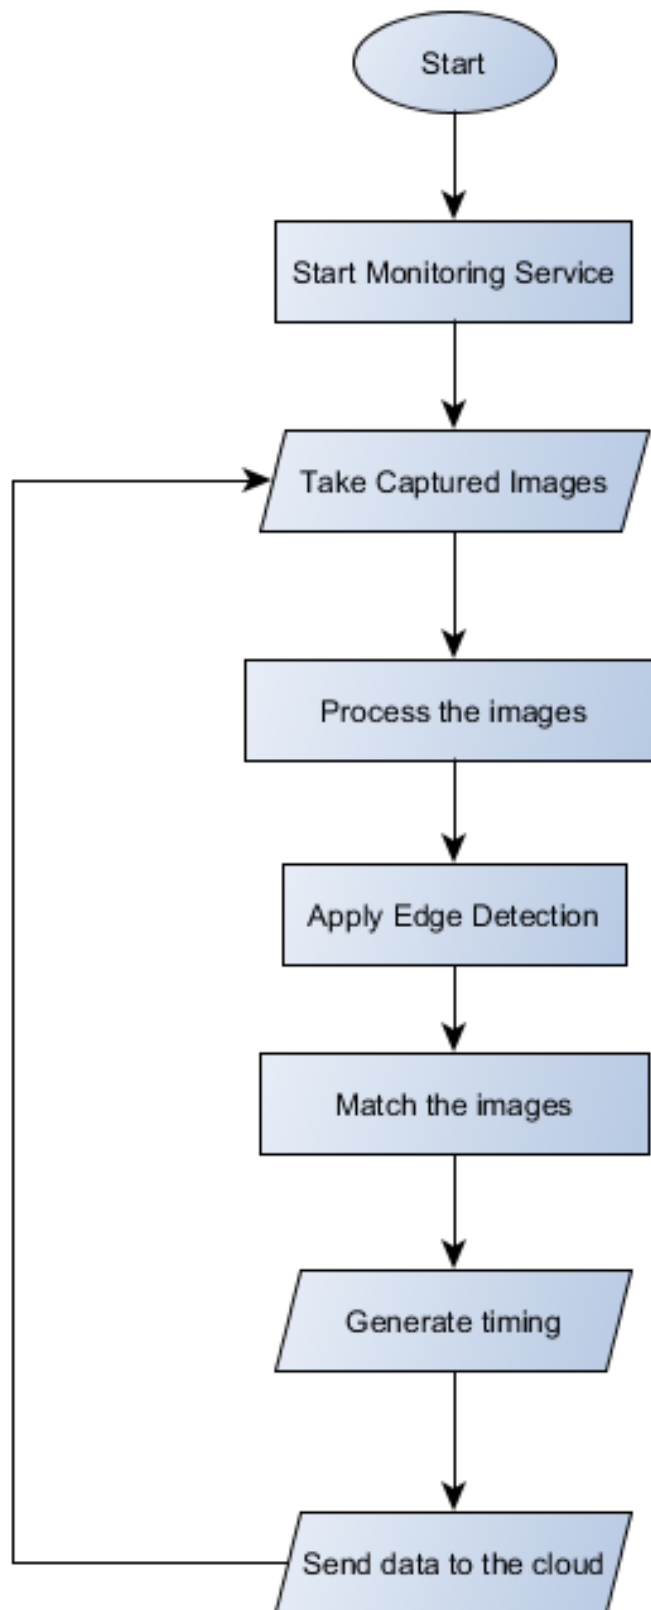 Start
Start Monitoring Service
Take Captured Images
Process the images
Apply Edge Detection
Match the images
Generate timing
Send data to the cloud